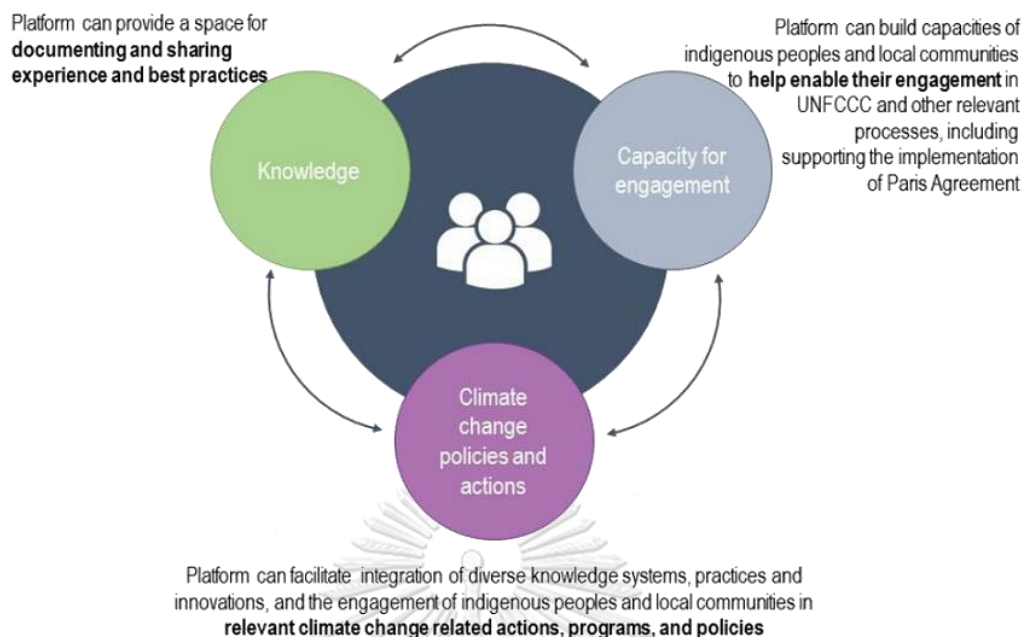 Platform can provide a space for
documenting and sharing
experience and best practices
Platform can build capacities of
indigenous peoples and local communities
to help enable their engagement in
UNFCCC and other relevant
processes, including
supporting the implementation
of Paris Agreement
Knowledge
Capacity for
engagement
Climate
change
policies and
actions
Platform can facilitate integration of diverse knowledge systems, practices and
innovations, and the engagement of indigenous peoples and local communities in
relevant climate change related actions, programs, and policies